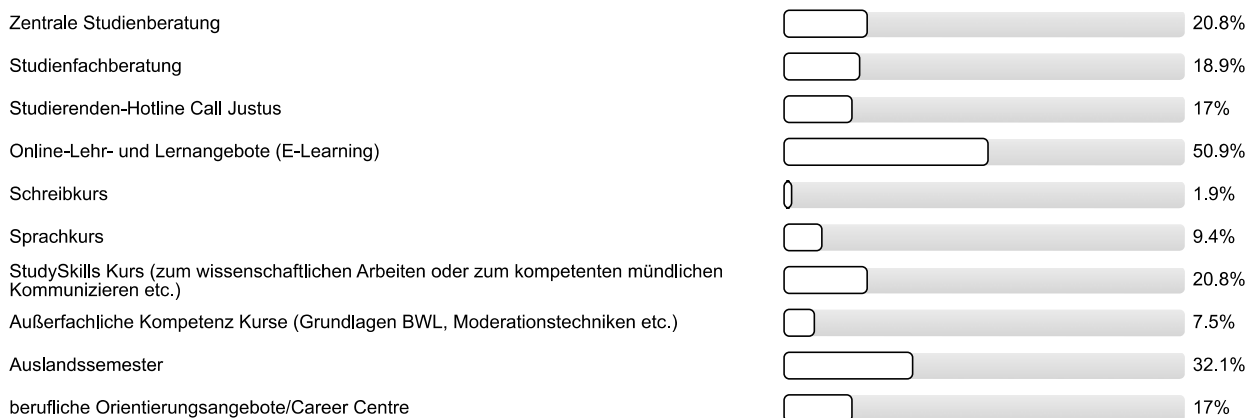 Zentrale Studienberatung 20.8%
Studienfachberatung 18.9%
Studierenden-Hotline Call Justus 17%
Online-Lehr- und Lernangebote (E-Learning) 50.9%
Schreibkurs 1.9%
Sprachkurs 9.4%
StudySkills Kurs (zum wissenschaftlichen Arbeiten oder zum kompetenten mündlichen
Kommunizieren etc.) 20.8%
Außerfachliche Kompetenz Kurse (Grundlagen BWL, Moderationstechniken etc.) 7.5%
Auslandssemester 32.1%
berufliche Orientierungsangebote/Career Centre 17%